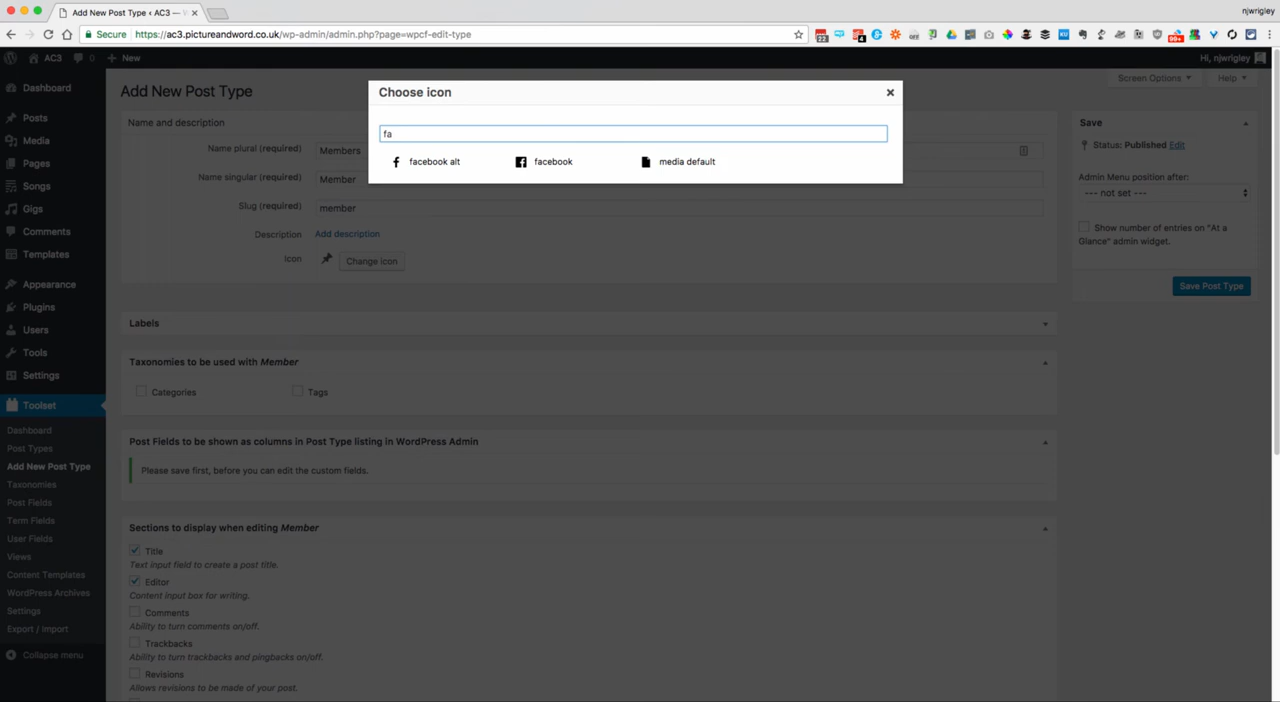 Add New Post Type ‹ AC3 —
njwrigley
Secure https://ac3.pictureandword.co.uk/wp-admin/admin.php?page=wpcf-edit-type
AC3 0 New
Hi, njwrigley
Dashboard
Posts
Media
Pages
Songs
Gigs
Comments
Templates
Appearance
Plugins
Users
Tools
Settings
Toolset
Dashboard
Post Types
Add New Post Type
Taxonomies
Post Fields
Term Fields
User Fields
Views
Content Templates
WordPress Archives
Settings
Export / Import
Collapse menu
Add New Post Type
Screen Options
Help
Choose icon
fa
facebook alt
facebook
media default
Name and description
Name plural (required) Members
Name singular (required) Member
Slug (required) member
Description Add description
Icon Change icon
Labels
Taxonomies to be used with Member
Categories Tags
Post Fields to be shown as columns in Post Type listing in WordPress Admin
Please save first, before you can edit the custom fields.
Sections to display when editing Member
Title
Text input field to create a post title.
Editor
Content input box for writing.
Comments
Ability to turn comments on/off.
Trackbacks
Ability to turn trackbacks and pingbacks on/off.
Revisions
Allows revisions to be made of your post.
Save
Status: Published Edit
Admin Menu position after:
--- not set ---
Show number of entries on "At a
Glance" admin widget.
Save Post Type